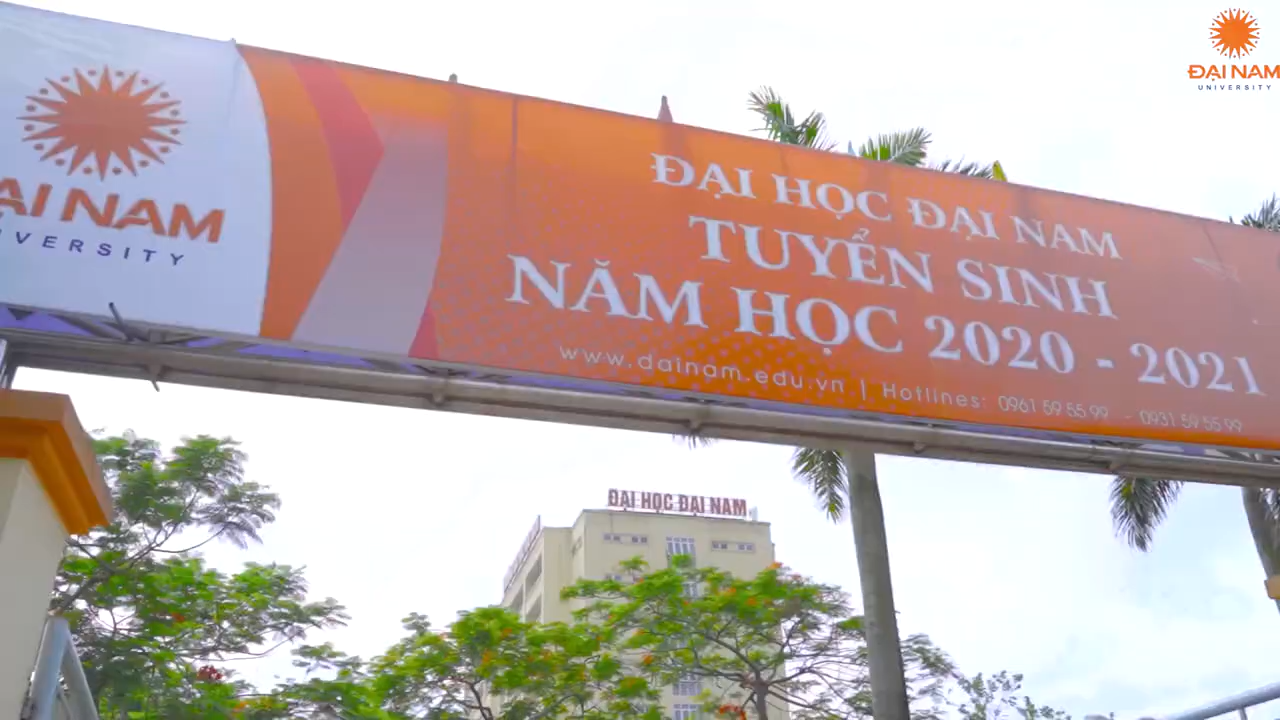 ĐẠI NAM
UNIVERSITY
ĐẠI NAM
UNIVERSITY
ĐẠI HỌC ĐẠI NAM
TUYỂN SINH
NĂM HỌC 2020 - 2021
www.dainam.edu.vn | Hotlines: 0961 59 55 99 - 0931 59 55 99
ĐẠI HỌC ĐẠI NAM